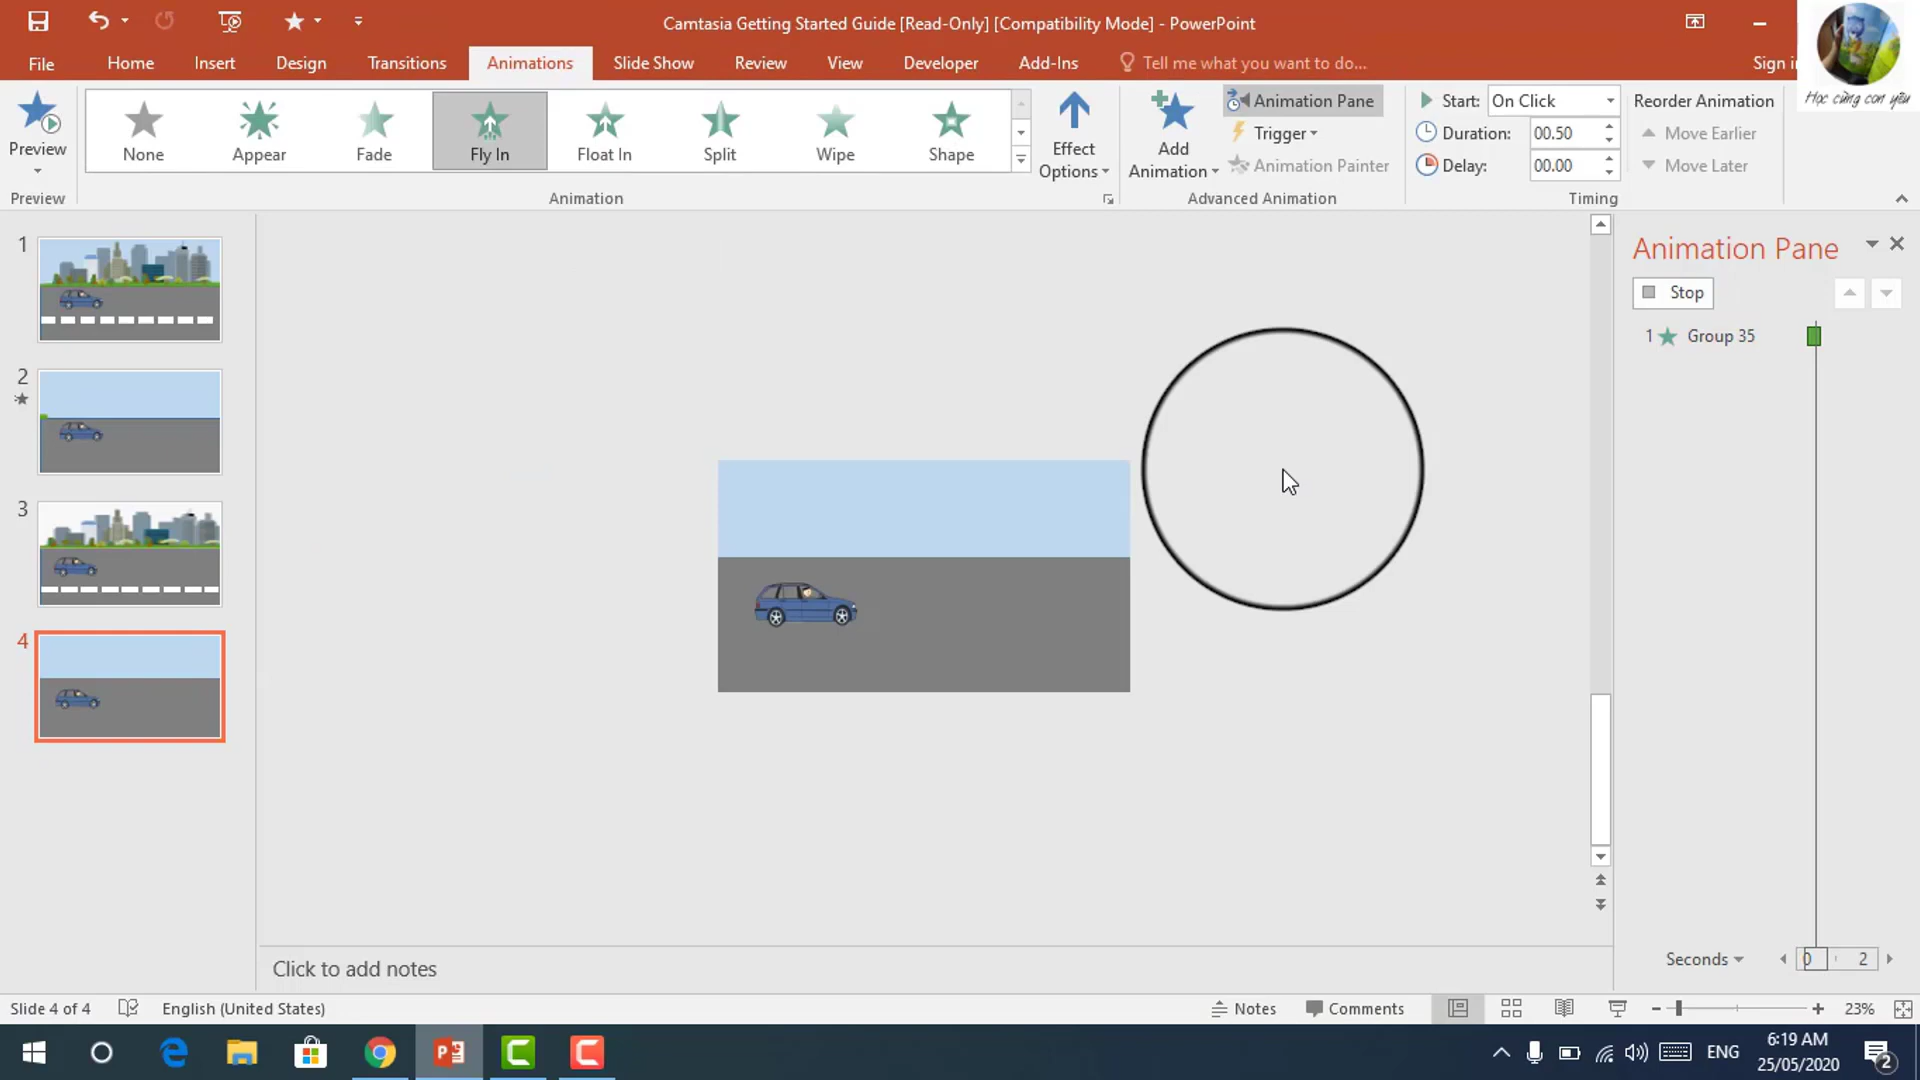 Camtasia Getting Started Guide [Read-Only] [Compatibility Mode] - PowerPoint
File Home Insert Design Transitions Animations Slide Show Review View Developer Add-Ins Tell me what you want to do... Sign in
Học cùng con yêu
Preview
None Appear Fade Fly In Float In Split Wipe Shape
Effect Options
Add Animation
Animation Pane
Trigger
Animation Painter
Start: On Click
Duration: 00.50
Delay: 00.00
Reorder Animation
Move Earlier
Move Later
Preview Animation Advanced Animation Timing
1
2
3
4
Animation Pane
Stop
1 Group 35
Seconds 0 2
Click to add notes
Slide 4 of 4 English (United States) Notes Comments 23%
ENG
6:19 AM
25/05/2020
2